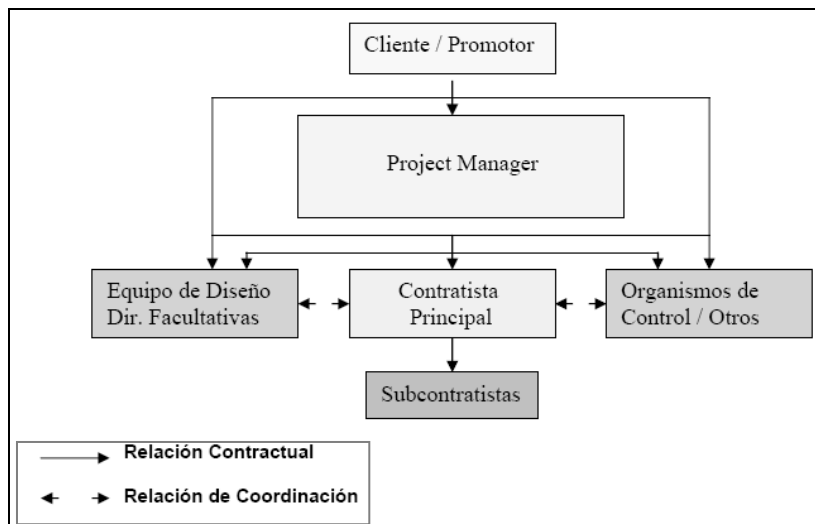 Cliente / Promotor
Project Manager
Equipo de Diseño
Dir. Facultativas
Contratista
Principal
Organismos de
Control / Otros
Subcontratistas
Relación Contractual
Relación de Coordinación